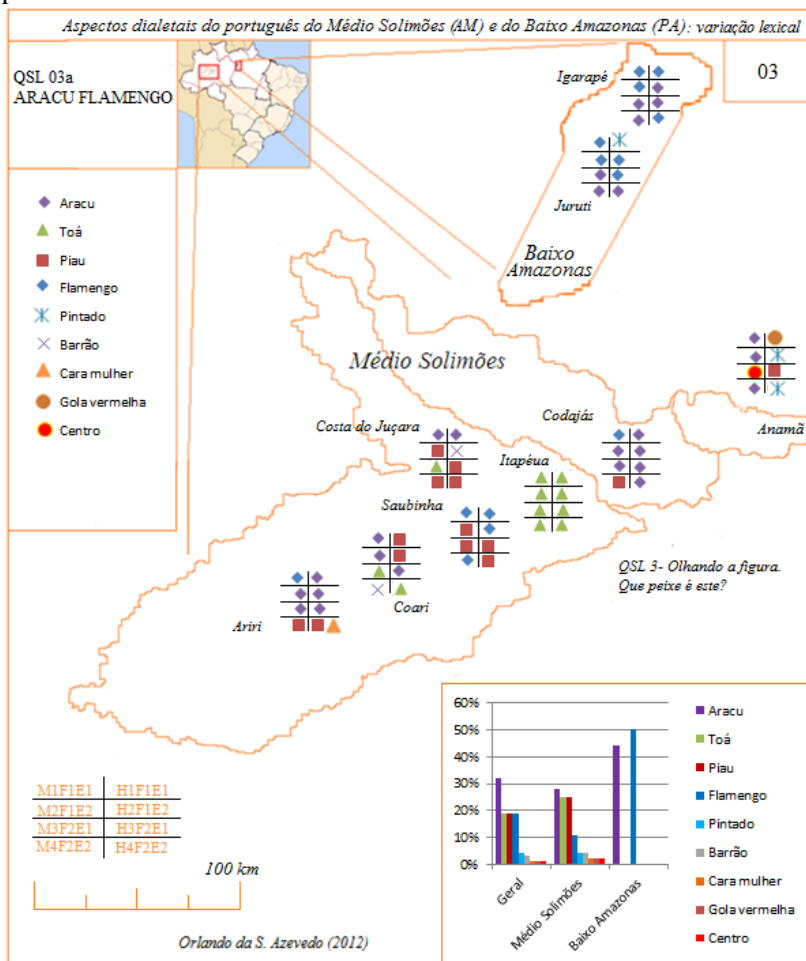 Aspectos dialetais do português do Médio Solimões (AM) e do Baixo Amazonas (PA): variação lexical
QSL 03a
ARACU FLAMENGO
03
Igarapé
Juruti
Baixo
Amazonas
Aracu
Toá
Piau
Flamengo
Pintado
Barrão
Cara mulher
Gola vermelha
Centro
Médio Solimões
Costa do Juçara
Codajás
Anamã
Itapéua
Saubinha
Coari
Ariri
QSL 3- Olhando a figura.
Que peixe é este?
60%
50%
40%
30%
20%
10%
0%
Geral
Médio Solimões
Baixo Amazonas
Aracu
Toá
Piau
Flamengo
Pintado
Barrão
Cara mulher
Gola vermelha
Centro
M1F1E1 H1F1E1
M2F1E2 H2F1E2
M3F2E1 H3F2E1
M4F2E2 H4F2E2
100 km
Orlando da S. Azevedo (2012)